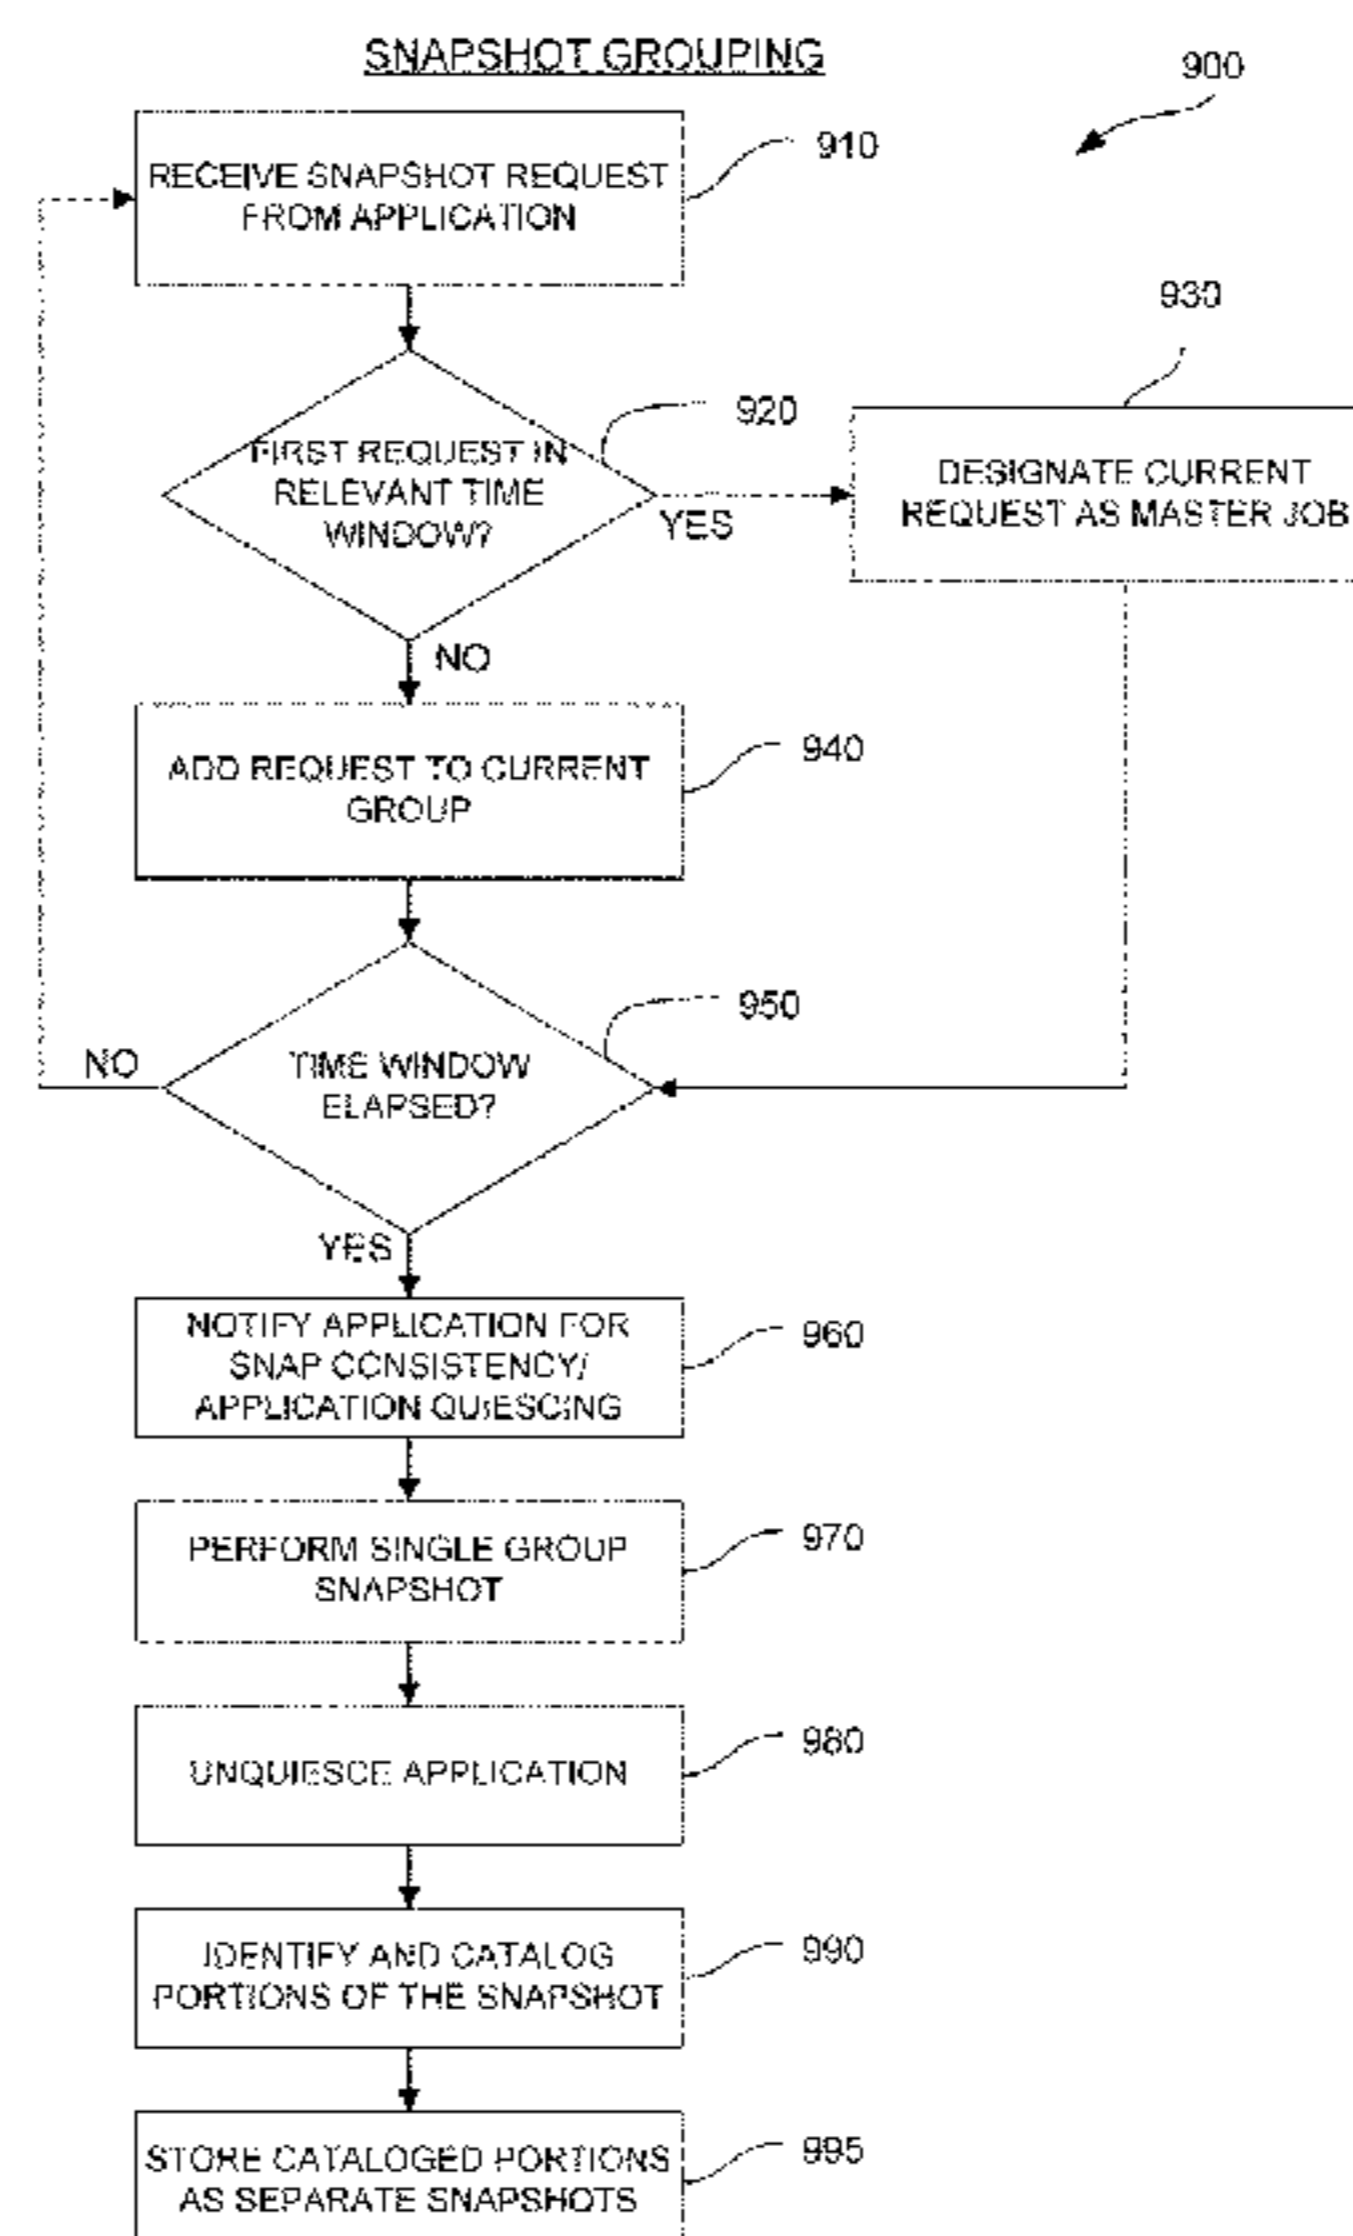 SNAPSHOT GROUPING
900
RECEIVE SNAPSHOT REQUEST
FROM APPLICATION
910
930
FIRST REQUEST IN
RELEVANT TIME
WINDOW?
920
YES
DESIGNATE CURRENT
REQUEST AS MASTER JOB
NO
ADD REQUEST TO CURRENT
GROUP
940
950
NO
TIME WINDOW
ELAPSED?
YES
NOTIFY APPLICATION FOR
SNAP CONSISTENCY/
APPLICATION QUIESCING
960
PERFORM SINGLE GROUP
SNAPSHOT
970
UNQUIESCE APPLICATION
980
IDENTIFY AND CATALOG
PORTIONS OF THE SNAPSHOT
990
STORE CATALOGED PORTIONS
AS SEPARATE SNAPSHOTS
995